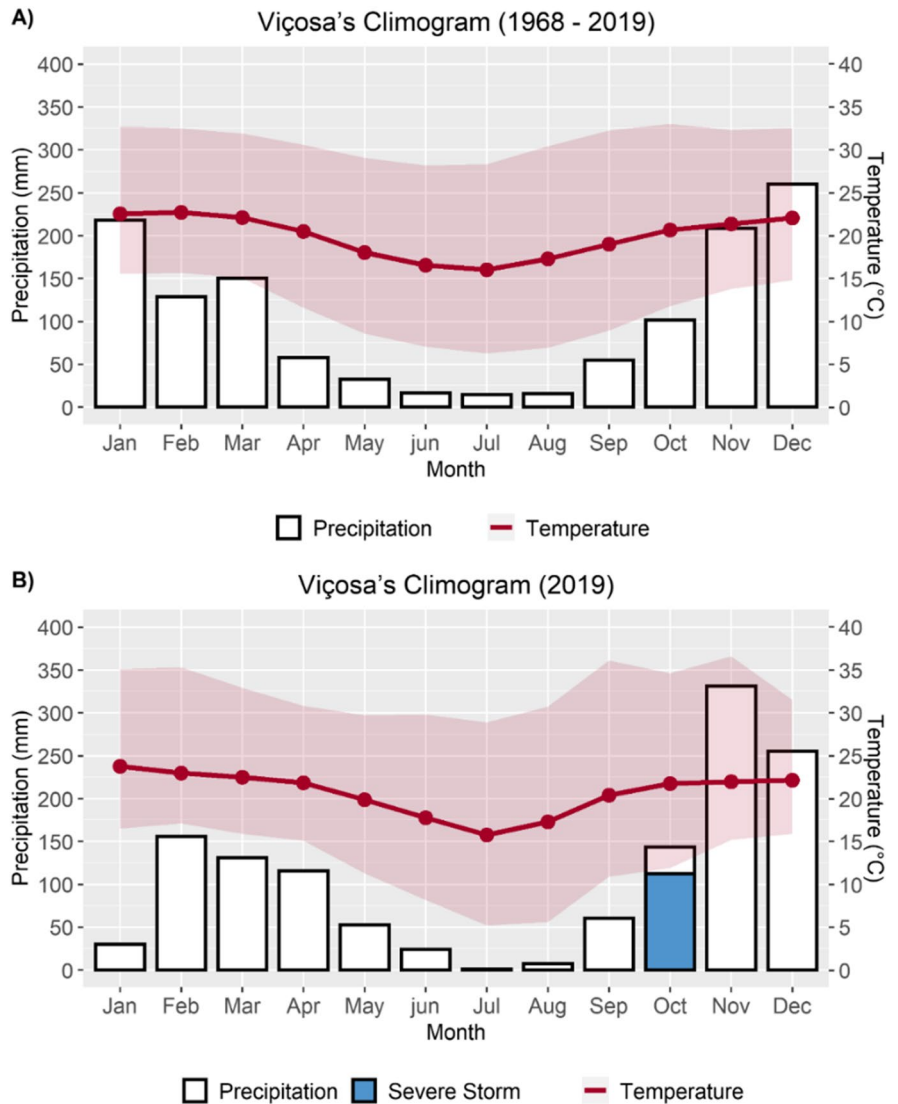 A)
Viçosa's Climogram (1968 - 2019)
Precipitation (mm)
400
350
300
250
200
150
100
50
0
40
35
30
25
20
15
10
5
0
Temperature (°C)
Jan Feb Mar Apr May jun Jul Aug Sep Oct Nov Dec
Month
Precipitation Temperature
B)
Viçosa's Climogram (2019)
Precipitation (mm)
400
350
300
250
200
150
100
50
0
40
35
30
25
20
15
10
5
0
Temperature (°C)
Jan Feb Mar Apr May jun Jul Aug Sep Oct Nov Dec
Month
Precipitation Severe Storm Temperature